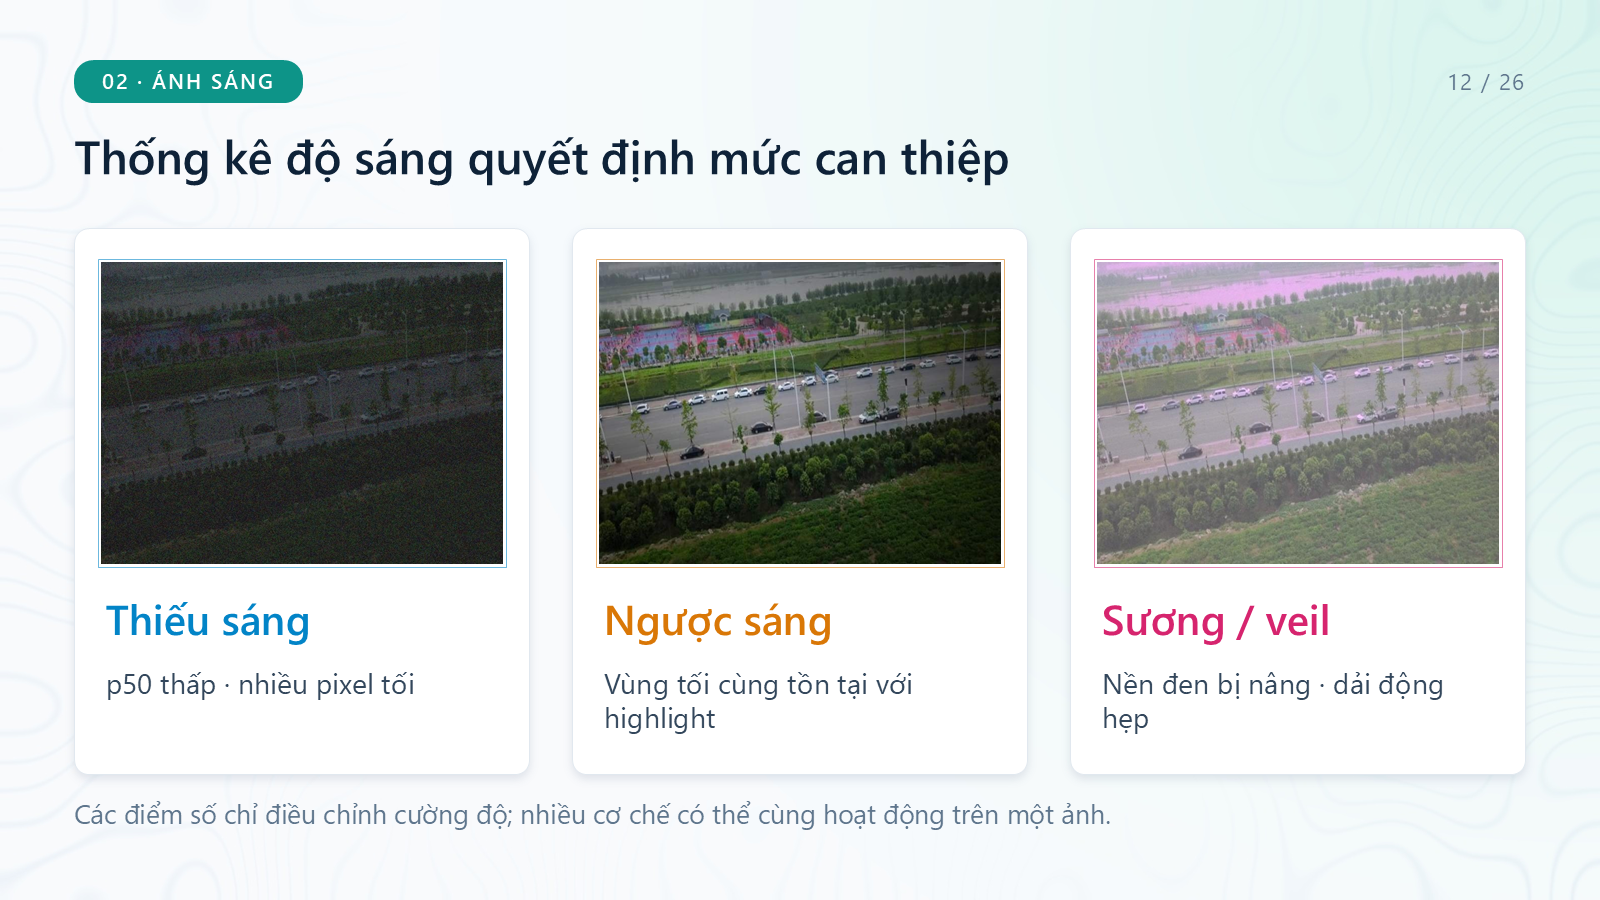 02 · ÁNH SÁNG
12 / 26
Thống kê độ sáng quyết định mức can thiệp
Thiếu sáng
p50 thấp · nhiều pixel tối
Ngược sáng
Vùng tối cùng tồn tại với
highlight
Sương / veil
Nền đen bị nâng · dải động
hẹp
Các điểm số chỉ điều chỉnh cường độ; nhiều cơ chế có thể cùng hoạt động trên một ảnh.